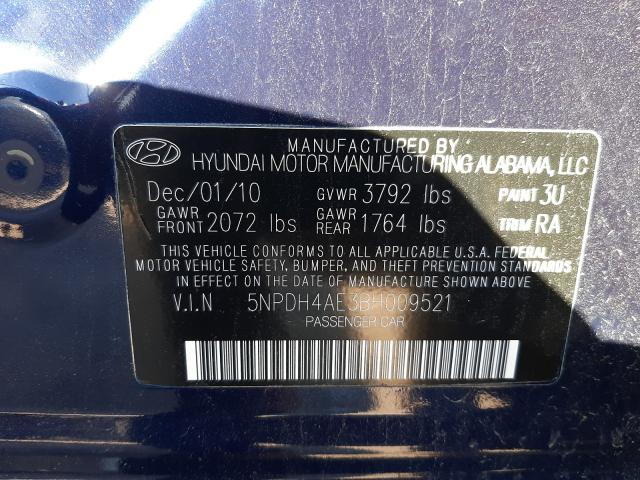 MANUFACTURED BY
HYUNDAI MOTOR MANUFACTURING ALABAMA, LLC
Dec/01/10 GVWR 3792 lbs PAINT 3U
GAWR FRONT 2072 lbs GAWR REAR 1764 lbs TRIM RA
THIS VEHICLE CONFORMS TO ALL APPLICABLE U.S.A. FEDERAL
MOTOR VEHICLE SAFETY, BUMPER, AND THEFT PREVENTION STANDARDS
IN EFFECT ON THE DATE OF MANUFACTURE SHOWN ABOVE.
V.I.N 5NPDH4AE3BH009521
PASSENGER CAR